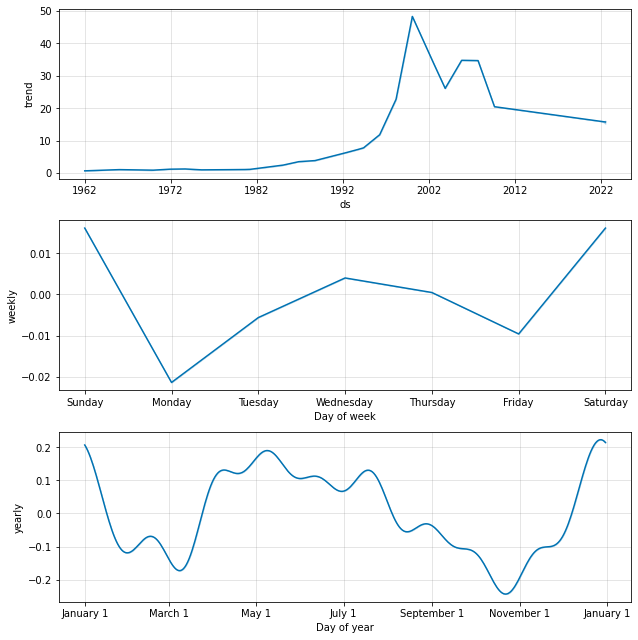 50
40
30
20
10
0
trend
1962 1972 1982 1992 2002 2012 2022
ds
0.01
0.00
−0.01
−0.02
weekly
Sunday Monday Tuesday Wednesday Thursday Friday Saturday
Day of week
0.2
0.1
0.0
−0.1
−0.2
yearly
January 1 March 1 May 1 July 1 September 1 November 1 January 1
Day of year